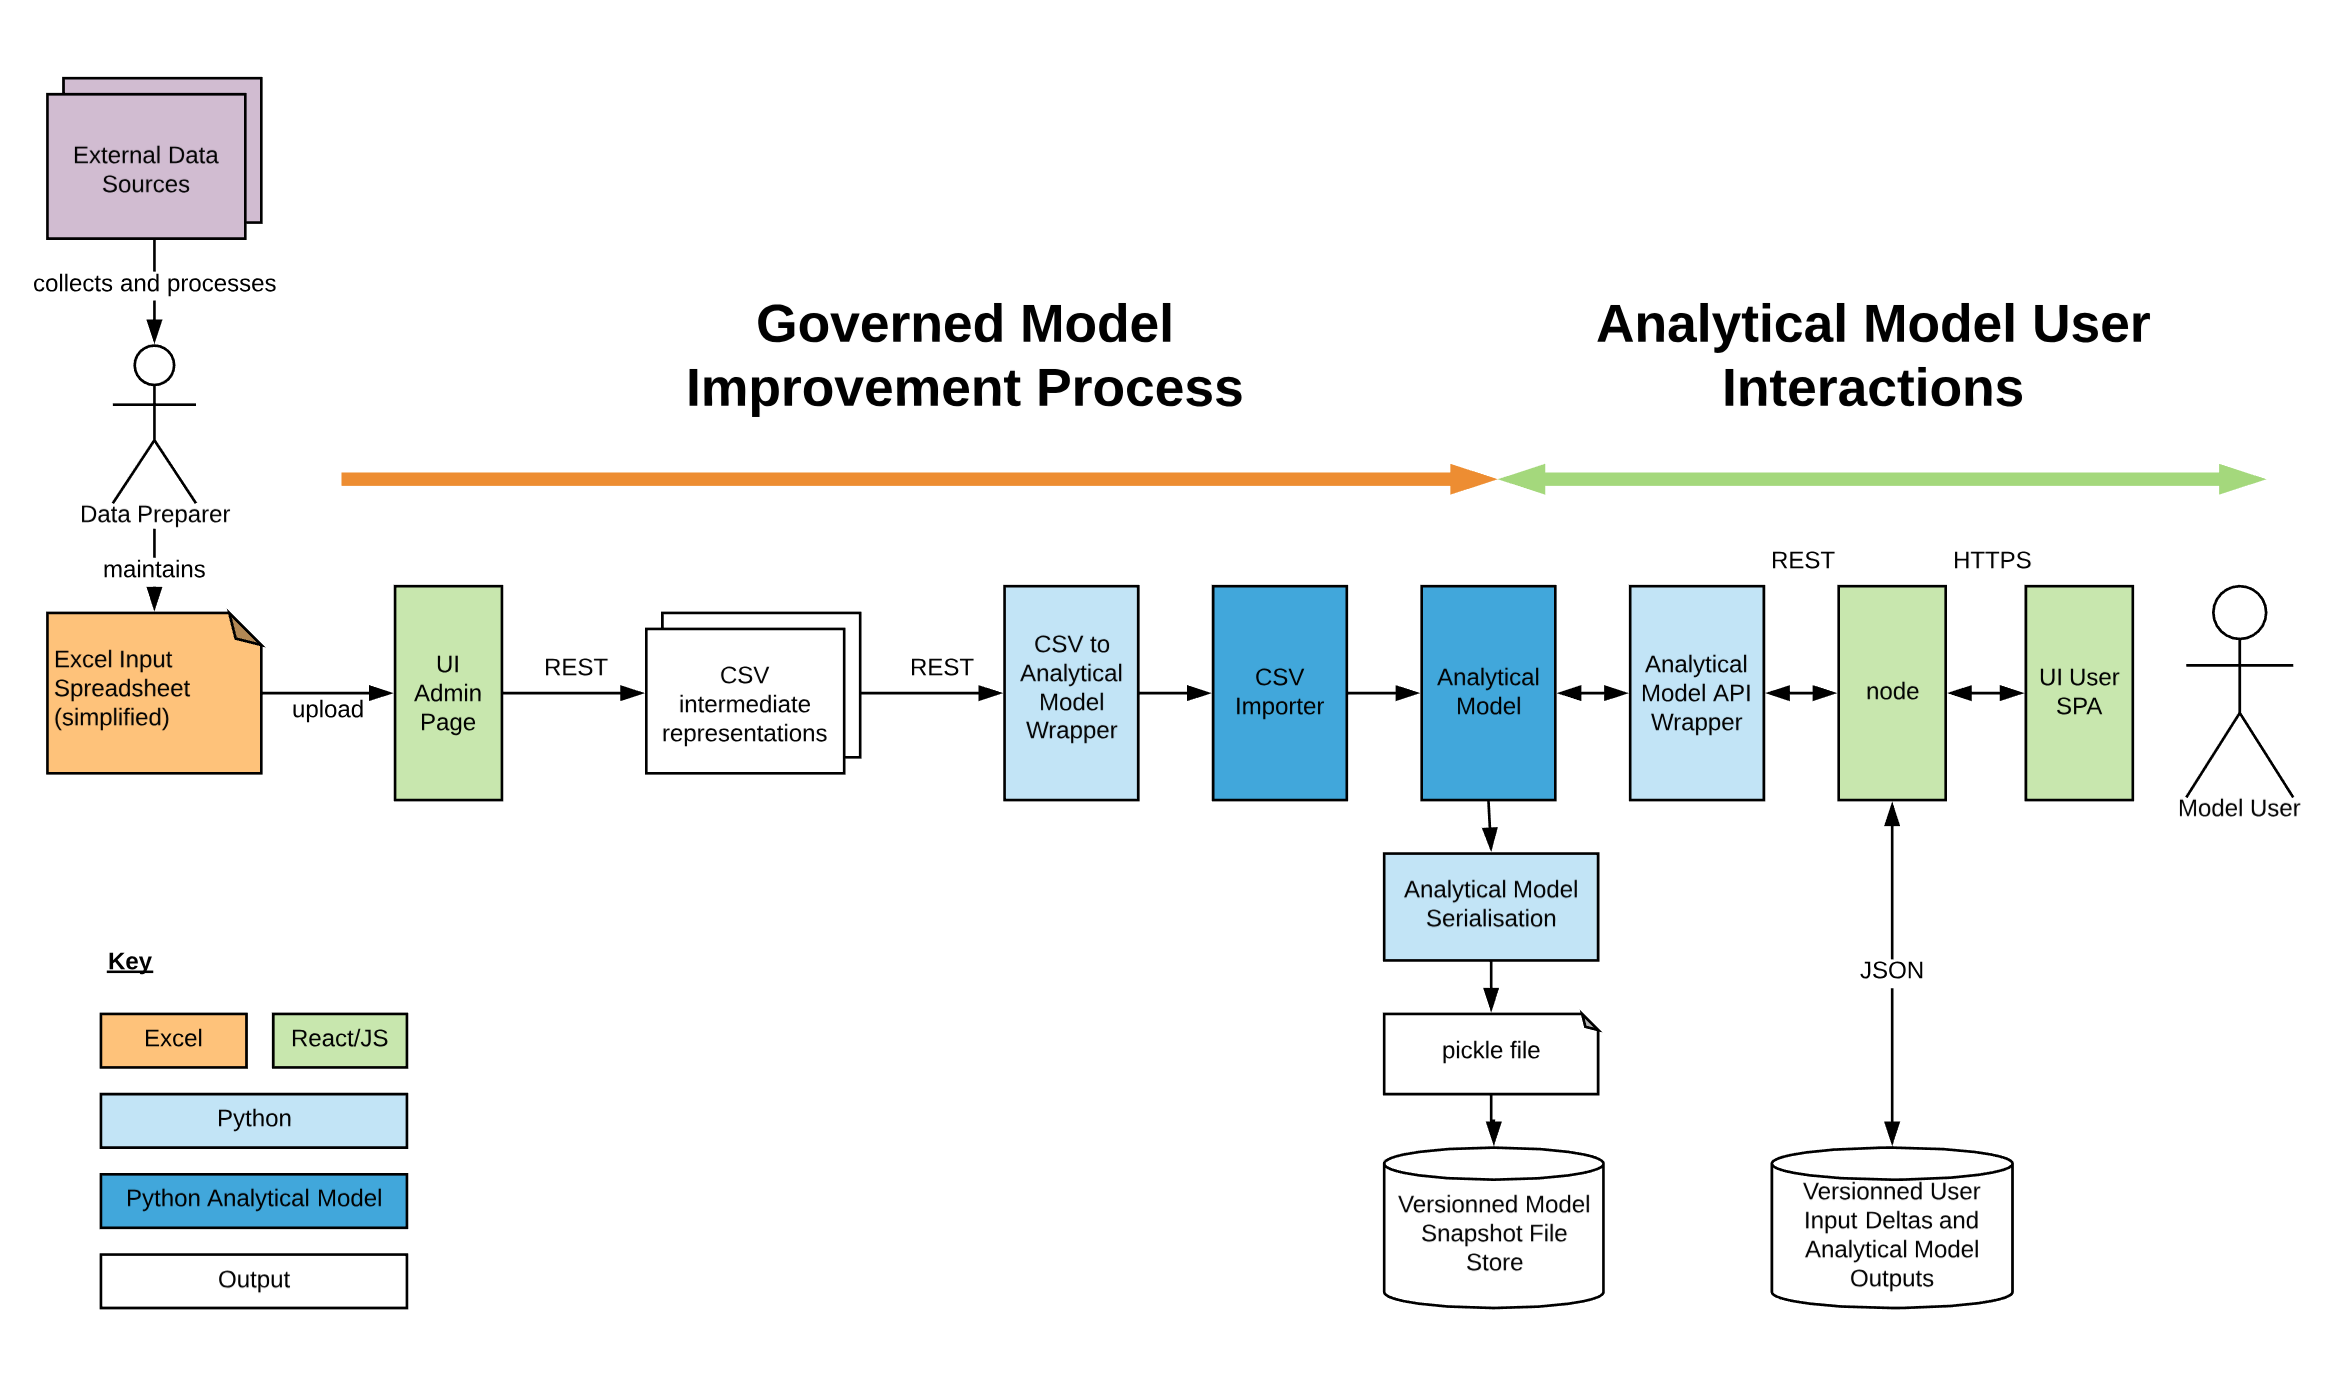 External Data
Sources
collects and processes
Data Preparer
maintains
Excel Input
Spreadsheet
(simplified)
upload
Governed Model
Improvement Process
Analytical Model User
Interactions
UI
Admin
Page
REST
CSV
intermediate
representations
REST
CSV to
Analytical
Model
Wrapper
CSV
Importer
Analytical
Model
Analytical
Model API
Wrapper
REST
node
HTTPS
UI User
SPA
Model User
Analytical Model
Serialisation
pickle file
Versionned Model
Snapshot File
Store
JSON
Versionned User
Input Deltas and
Analytical Model
Outputs
Key
Excel
React/JS
Python
Python Analytical Model
Output